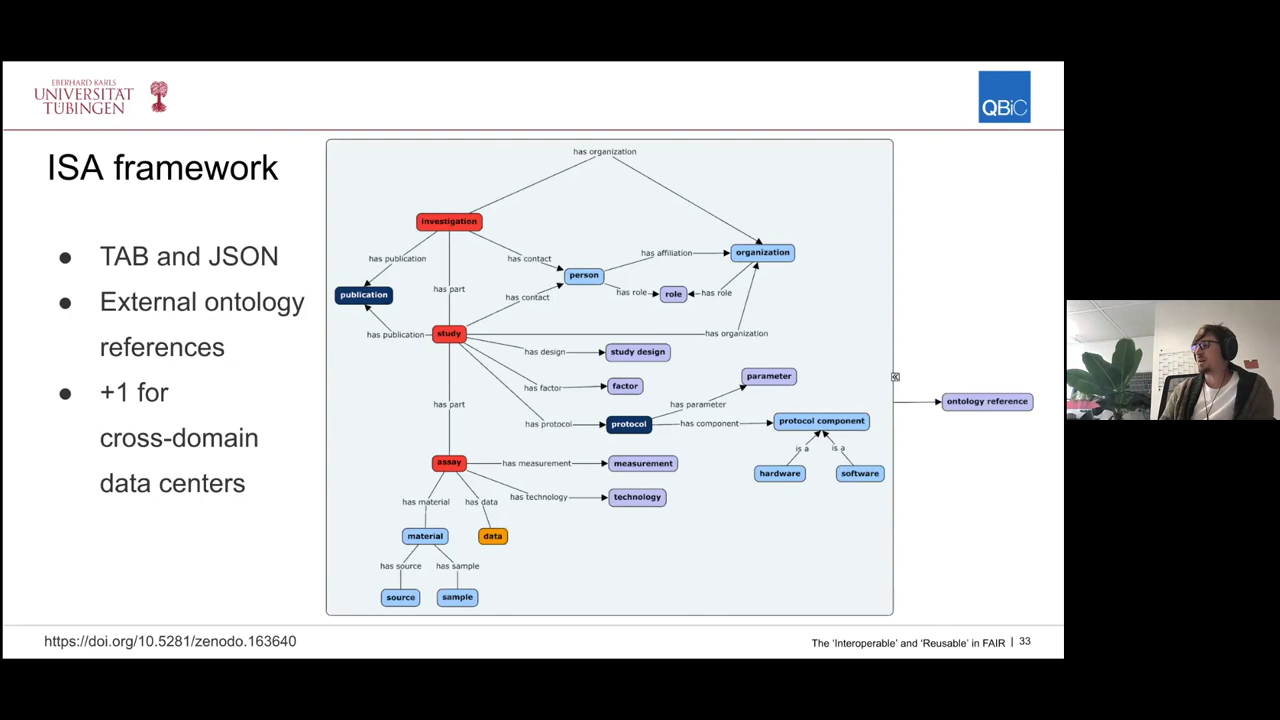 EBERHARD KARLS
UNIVERSITÄT
TÜBINGEN
QBiC
ISA framework
● TAB and JSON
● External ontology
references
● +1 for
cross-domain
data centers
has organization
investigation
has publication
has contact
has affiliation
organization
person
publication
has part
has contact
has role
role
has role
has publication
study
has organization
has design
study design
has factor
factor
parameter
has part
has parameter
ontology reference
has protocol
protocol
has component
protocol component
is a
is a
assay
has measurement
measurement
hardware
software
has material
has data
has technology
technology
material
data
has source
has sample
source
sample
https://doi.org/10.5281/zenodo.163640
The 'Interoperable' and 'Reusable' in FAIR | 33